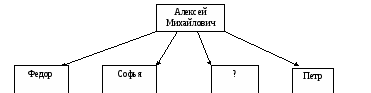 Алексей
Михайлович
Федор
Софья
?
Петр